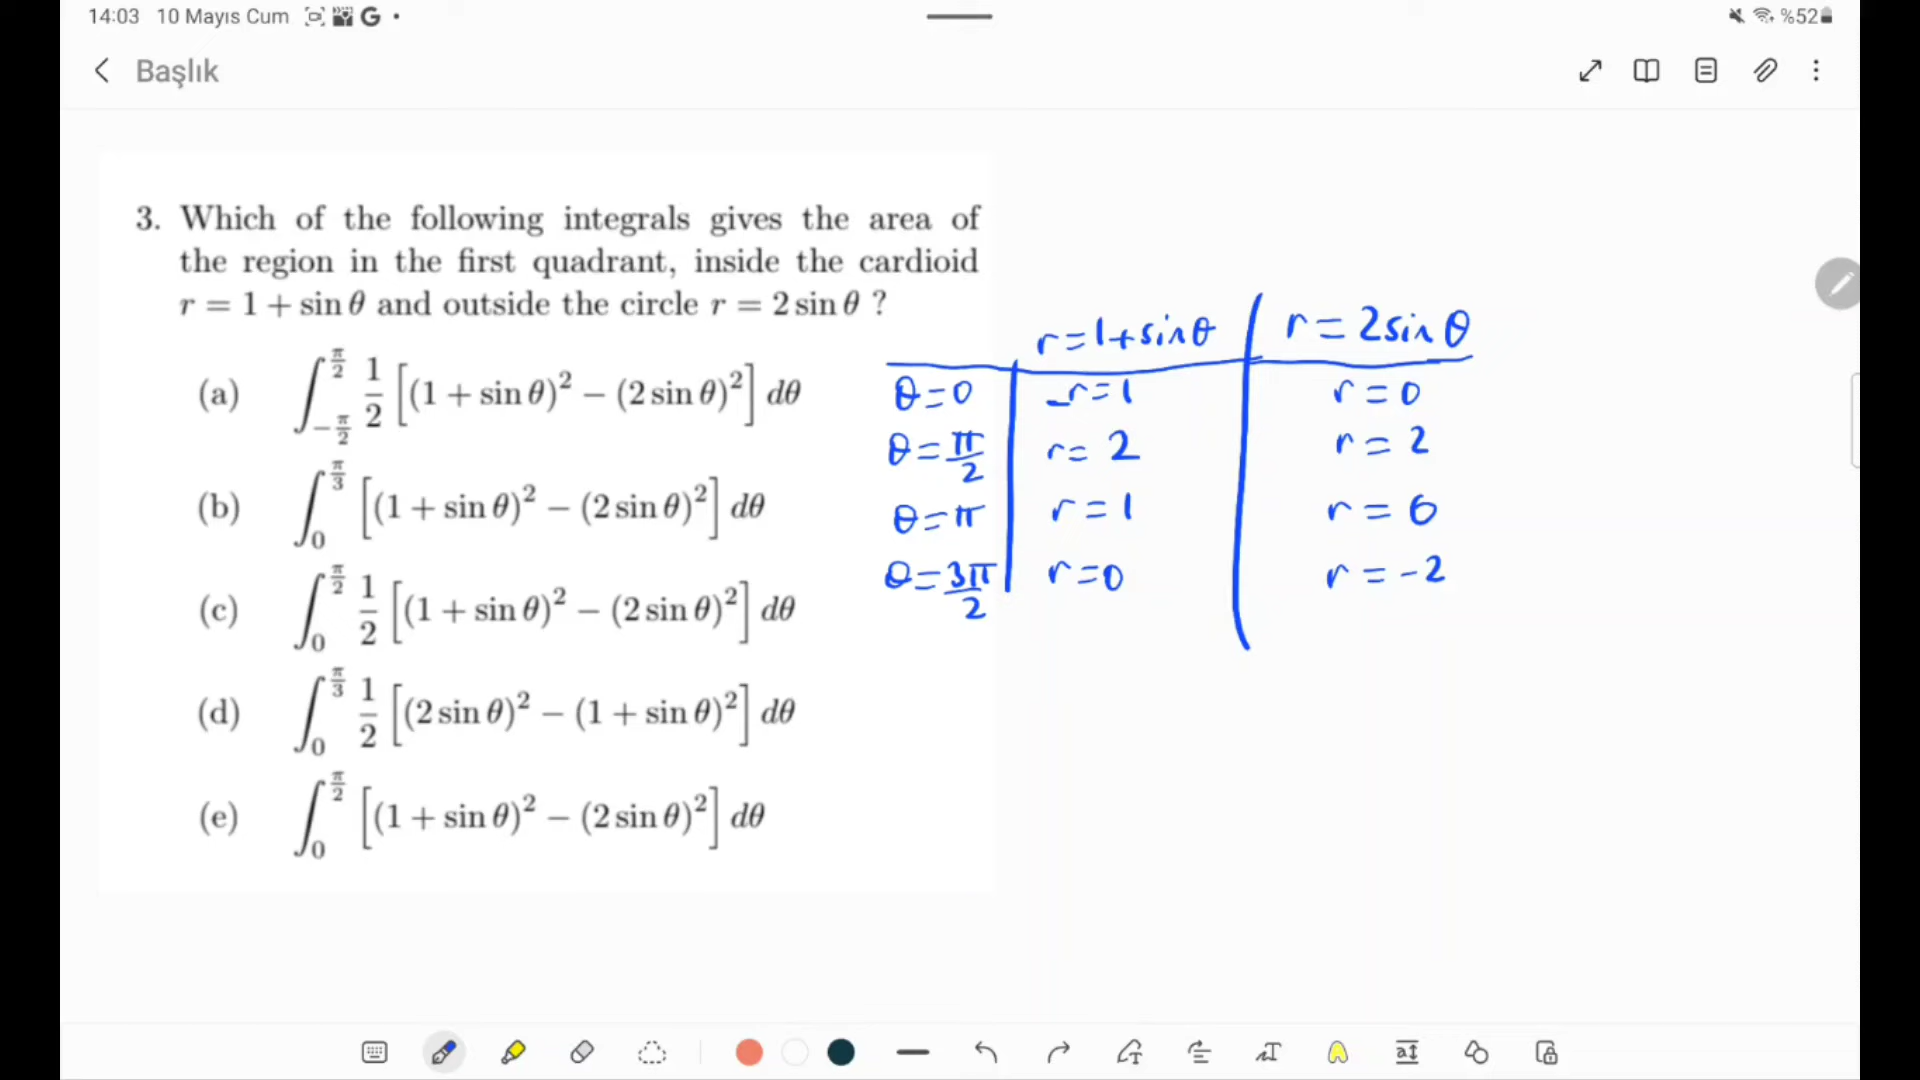 14:03 10 Mayıs Cum G •
%52
Başlık
3. Which of the following integrals gives the area of
the region in the first quadrant, inside the cardioid
r = 1 + sin θ and outside the circle r = 2 sin θ ?
(a) ∫_{-π/2}^{π/2} 1/2 [(1 + sin θ)² − (2 sin θ)²] dθ
(b) ∫_0^{π/3} [(1 + sin θ)² − (2 sin θ)²] dθ
(c) ∫_0^{π/2} 1/2 [(1 + sin θ)² − (2 sin θ)²] dθ
(d) ∫_0^{π/3} 1/2 [(2 sin θ)² − (1 + sin θ)²] dθ
(e) ∫_0^{π/2} [(1 + sin θ)² − (2 sin θ)²] dθ
r=1+sinθ r=2sinθ
θ=0 r=1 r=0
θ=π/2 r=2 r=2
θ=π r=1 r=0
θ=3π/2 r=0 r=-2